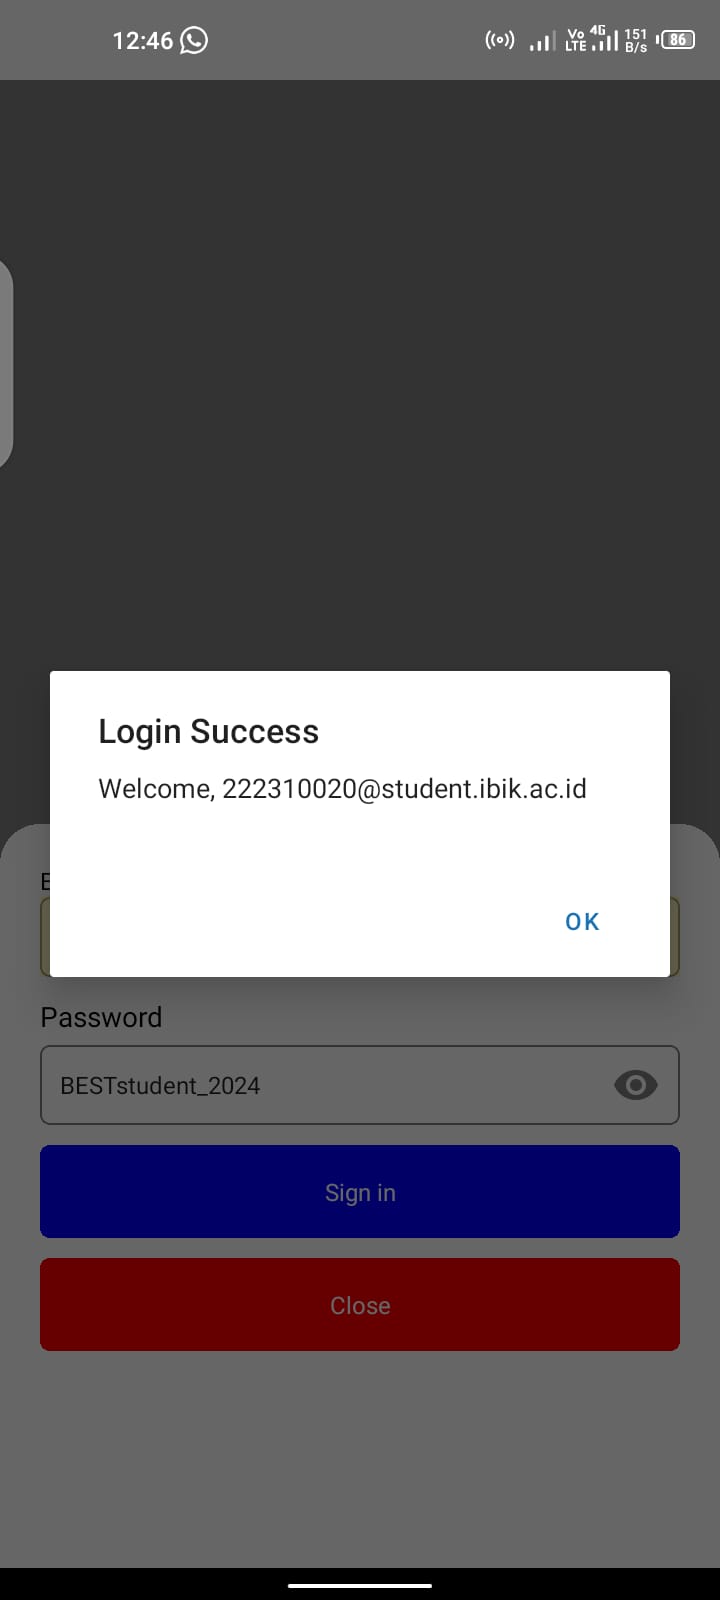 12:46
Vo LTE 4G 151 B/s 86
Login Success
Welcome, 222310020@student.ibik.ac.id
OK
E
Password
BESTstudent_2024
Sign in
Close